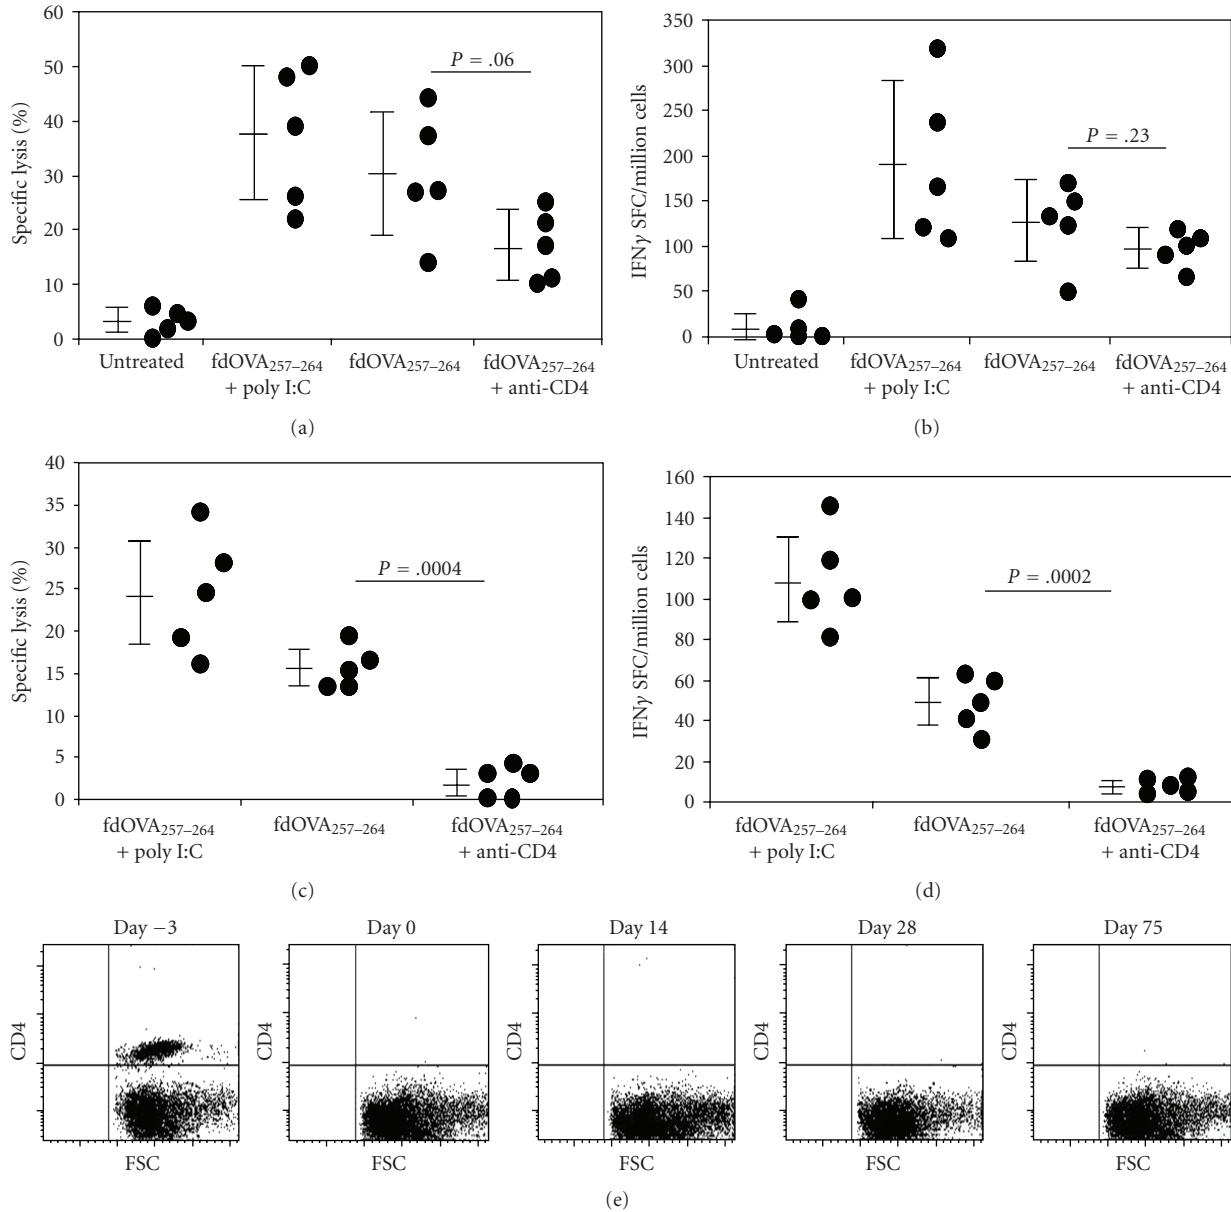 60
50
40
30
20
10
0
Specific lysis (%)
P = .06
Untreated
fdOVA257–264
+ poly I:C
fdOVA257–264
fdOVA257–264
+ anti-CD4
(a)
350
300
250
200
150
100
50
0
IFNγ SFC/million cells
P = .23
Untreated
fdOVA257–264
+ poly I:C
fdOVA257–264
fdOVA257–264
+ anti-CD4
(b)
40
35
30
25
20
15
10
5
0
Specific lysis (%)
P = .0004
fdOVA257–264
+ poly I:C
fdOVA257–264
fdOVA257–264
+ anti-CD4
(c)
160
140
120
100
80
60
40
20
0
IFNγ SFC/million cells
P = .0002
fdOVA257–264
+ poly I:C
fdOVA257–264
fdOVA257–264
+ anti-CD4
(d)
Day −3
CD4
FSC
Day 0
CD4
FSC
Day 14
CD4
FSC
Day 28
CD4
FSC
Day 75
CD4
FSC
(e)